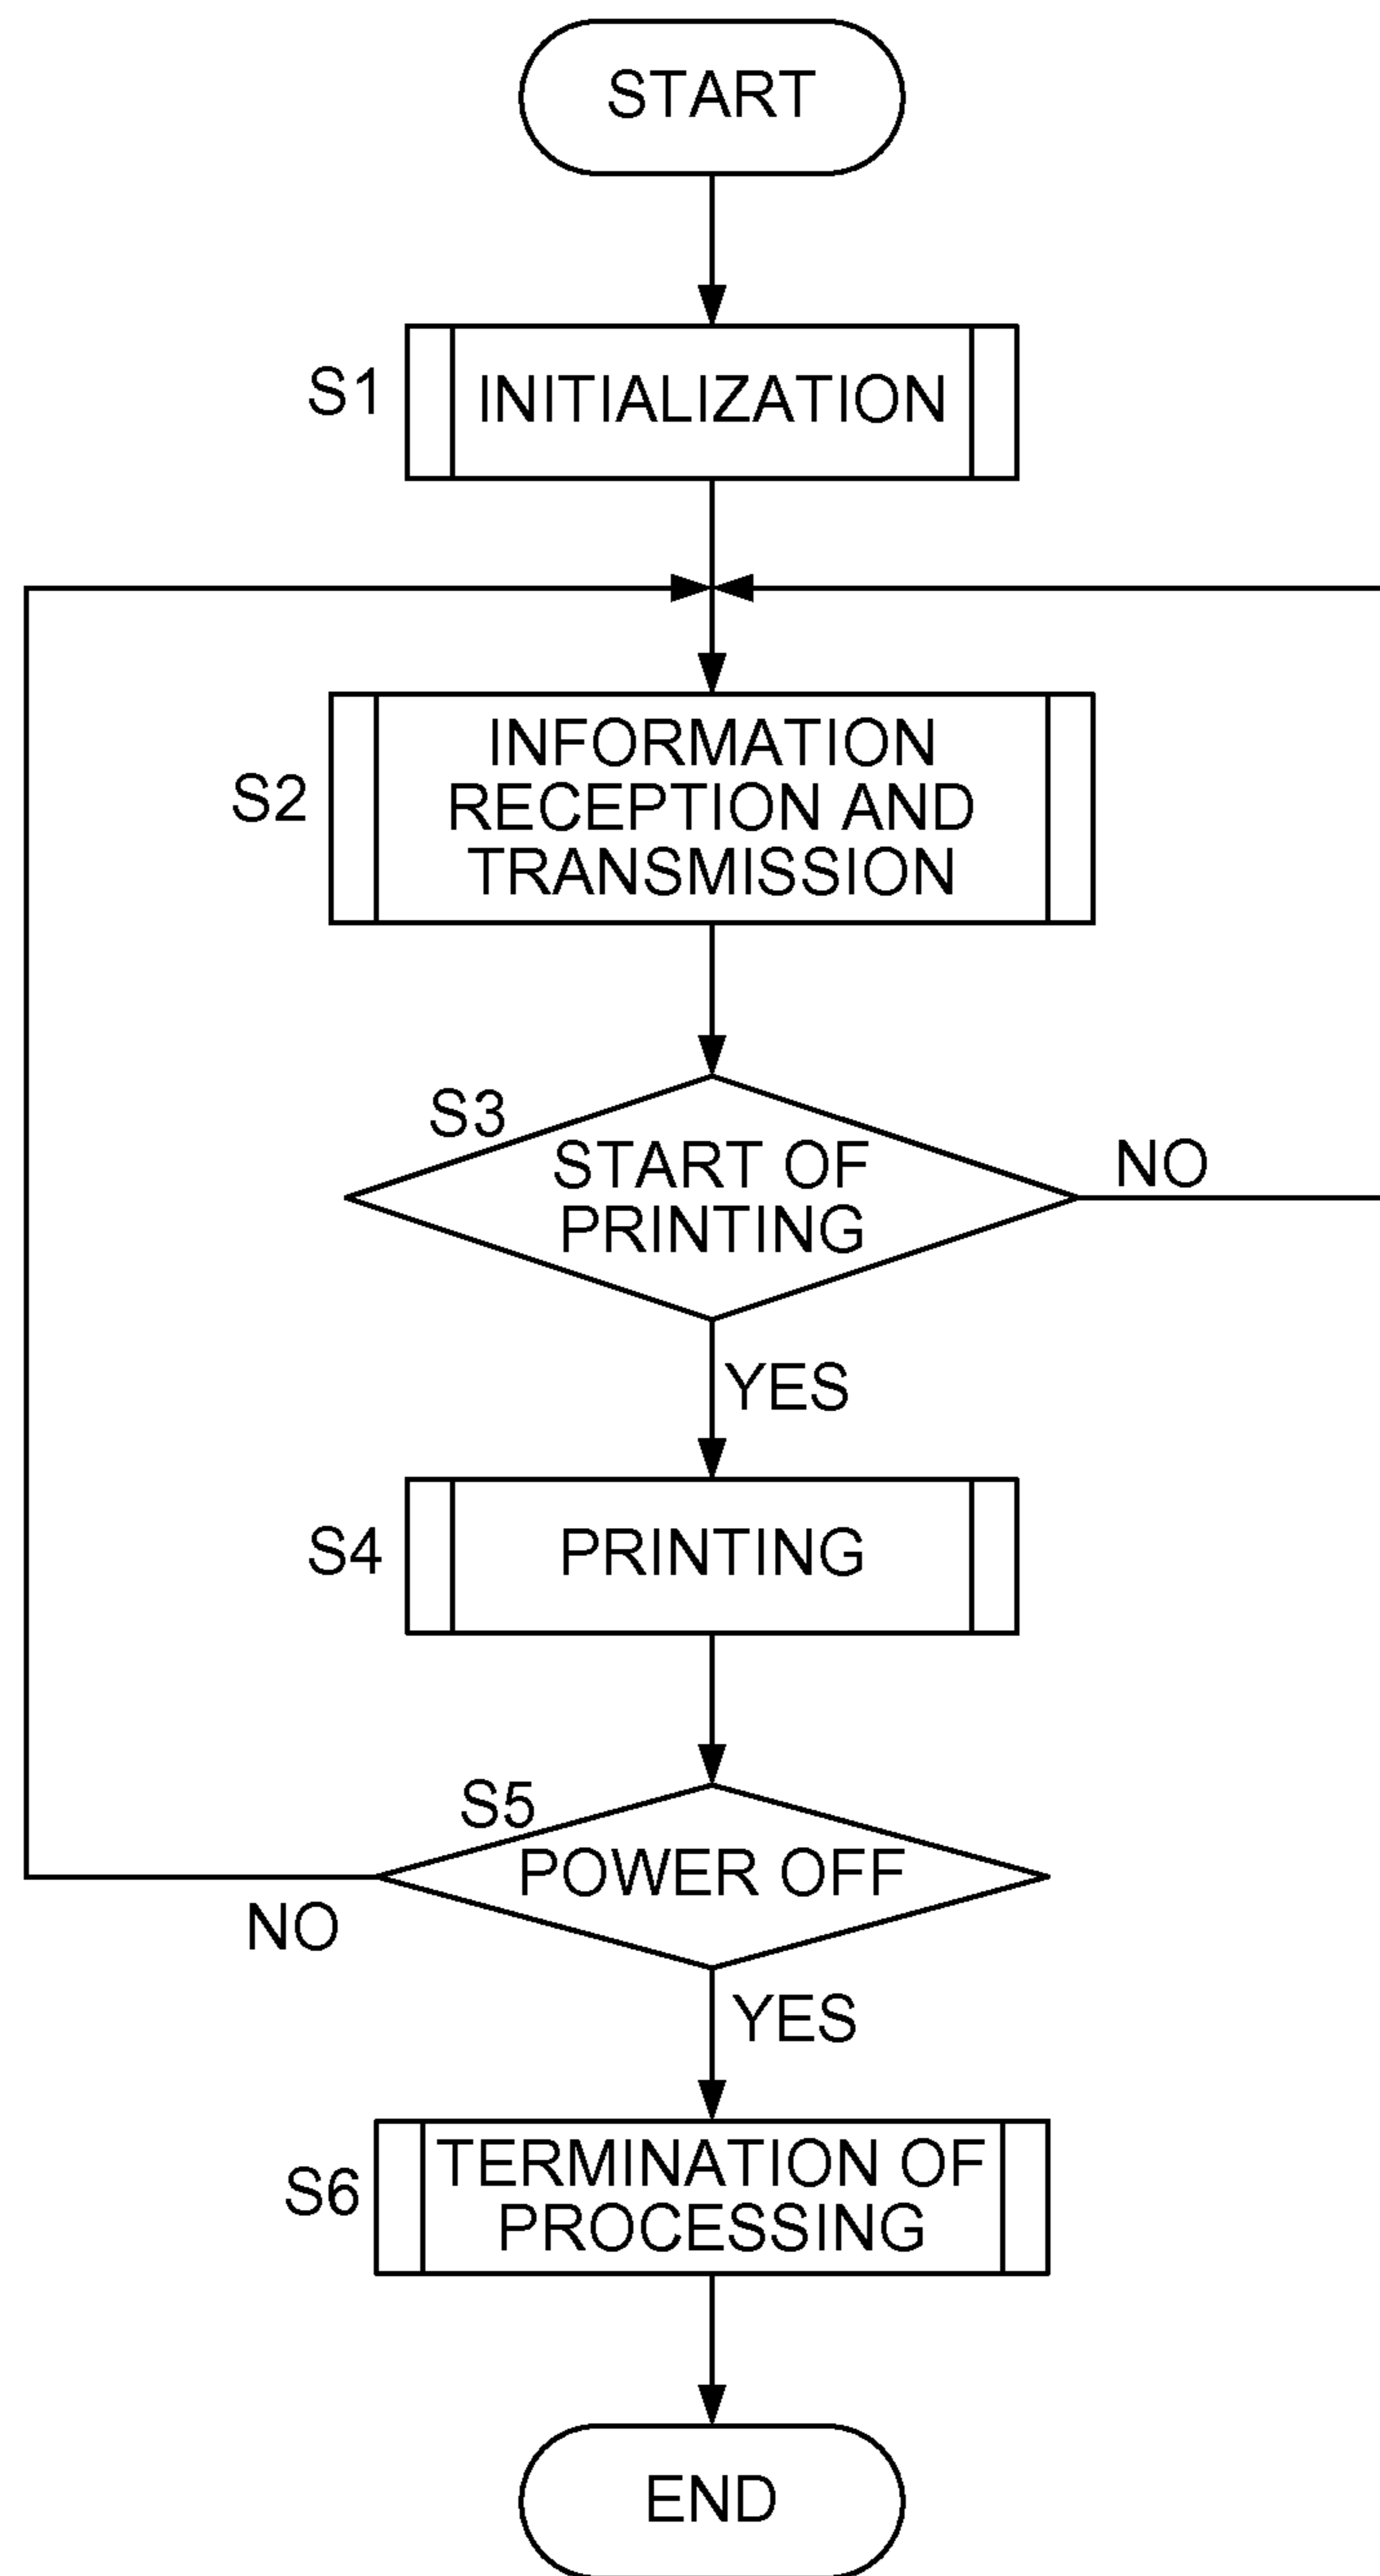 START
S1
INITIALIZATION
S2
INFORMATION
RECEPTION AND
TRANSMISSION
S3
START OF
PRINTING
NO
YES
S4
PRINTING
S5
POWER OFF
NO
YES
S6
TERMINATION OF
PROCESSING
END